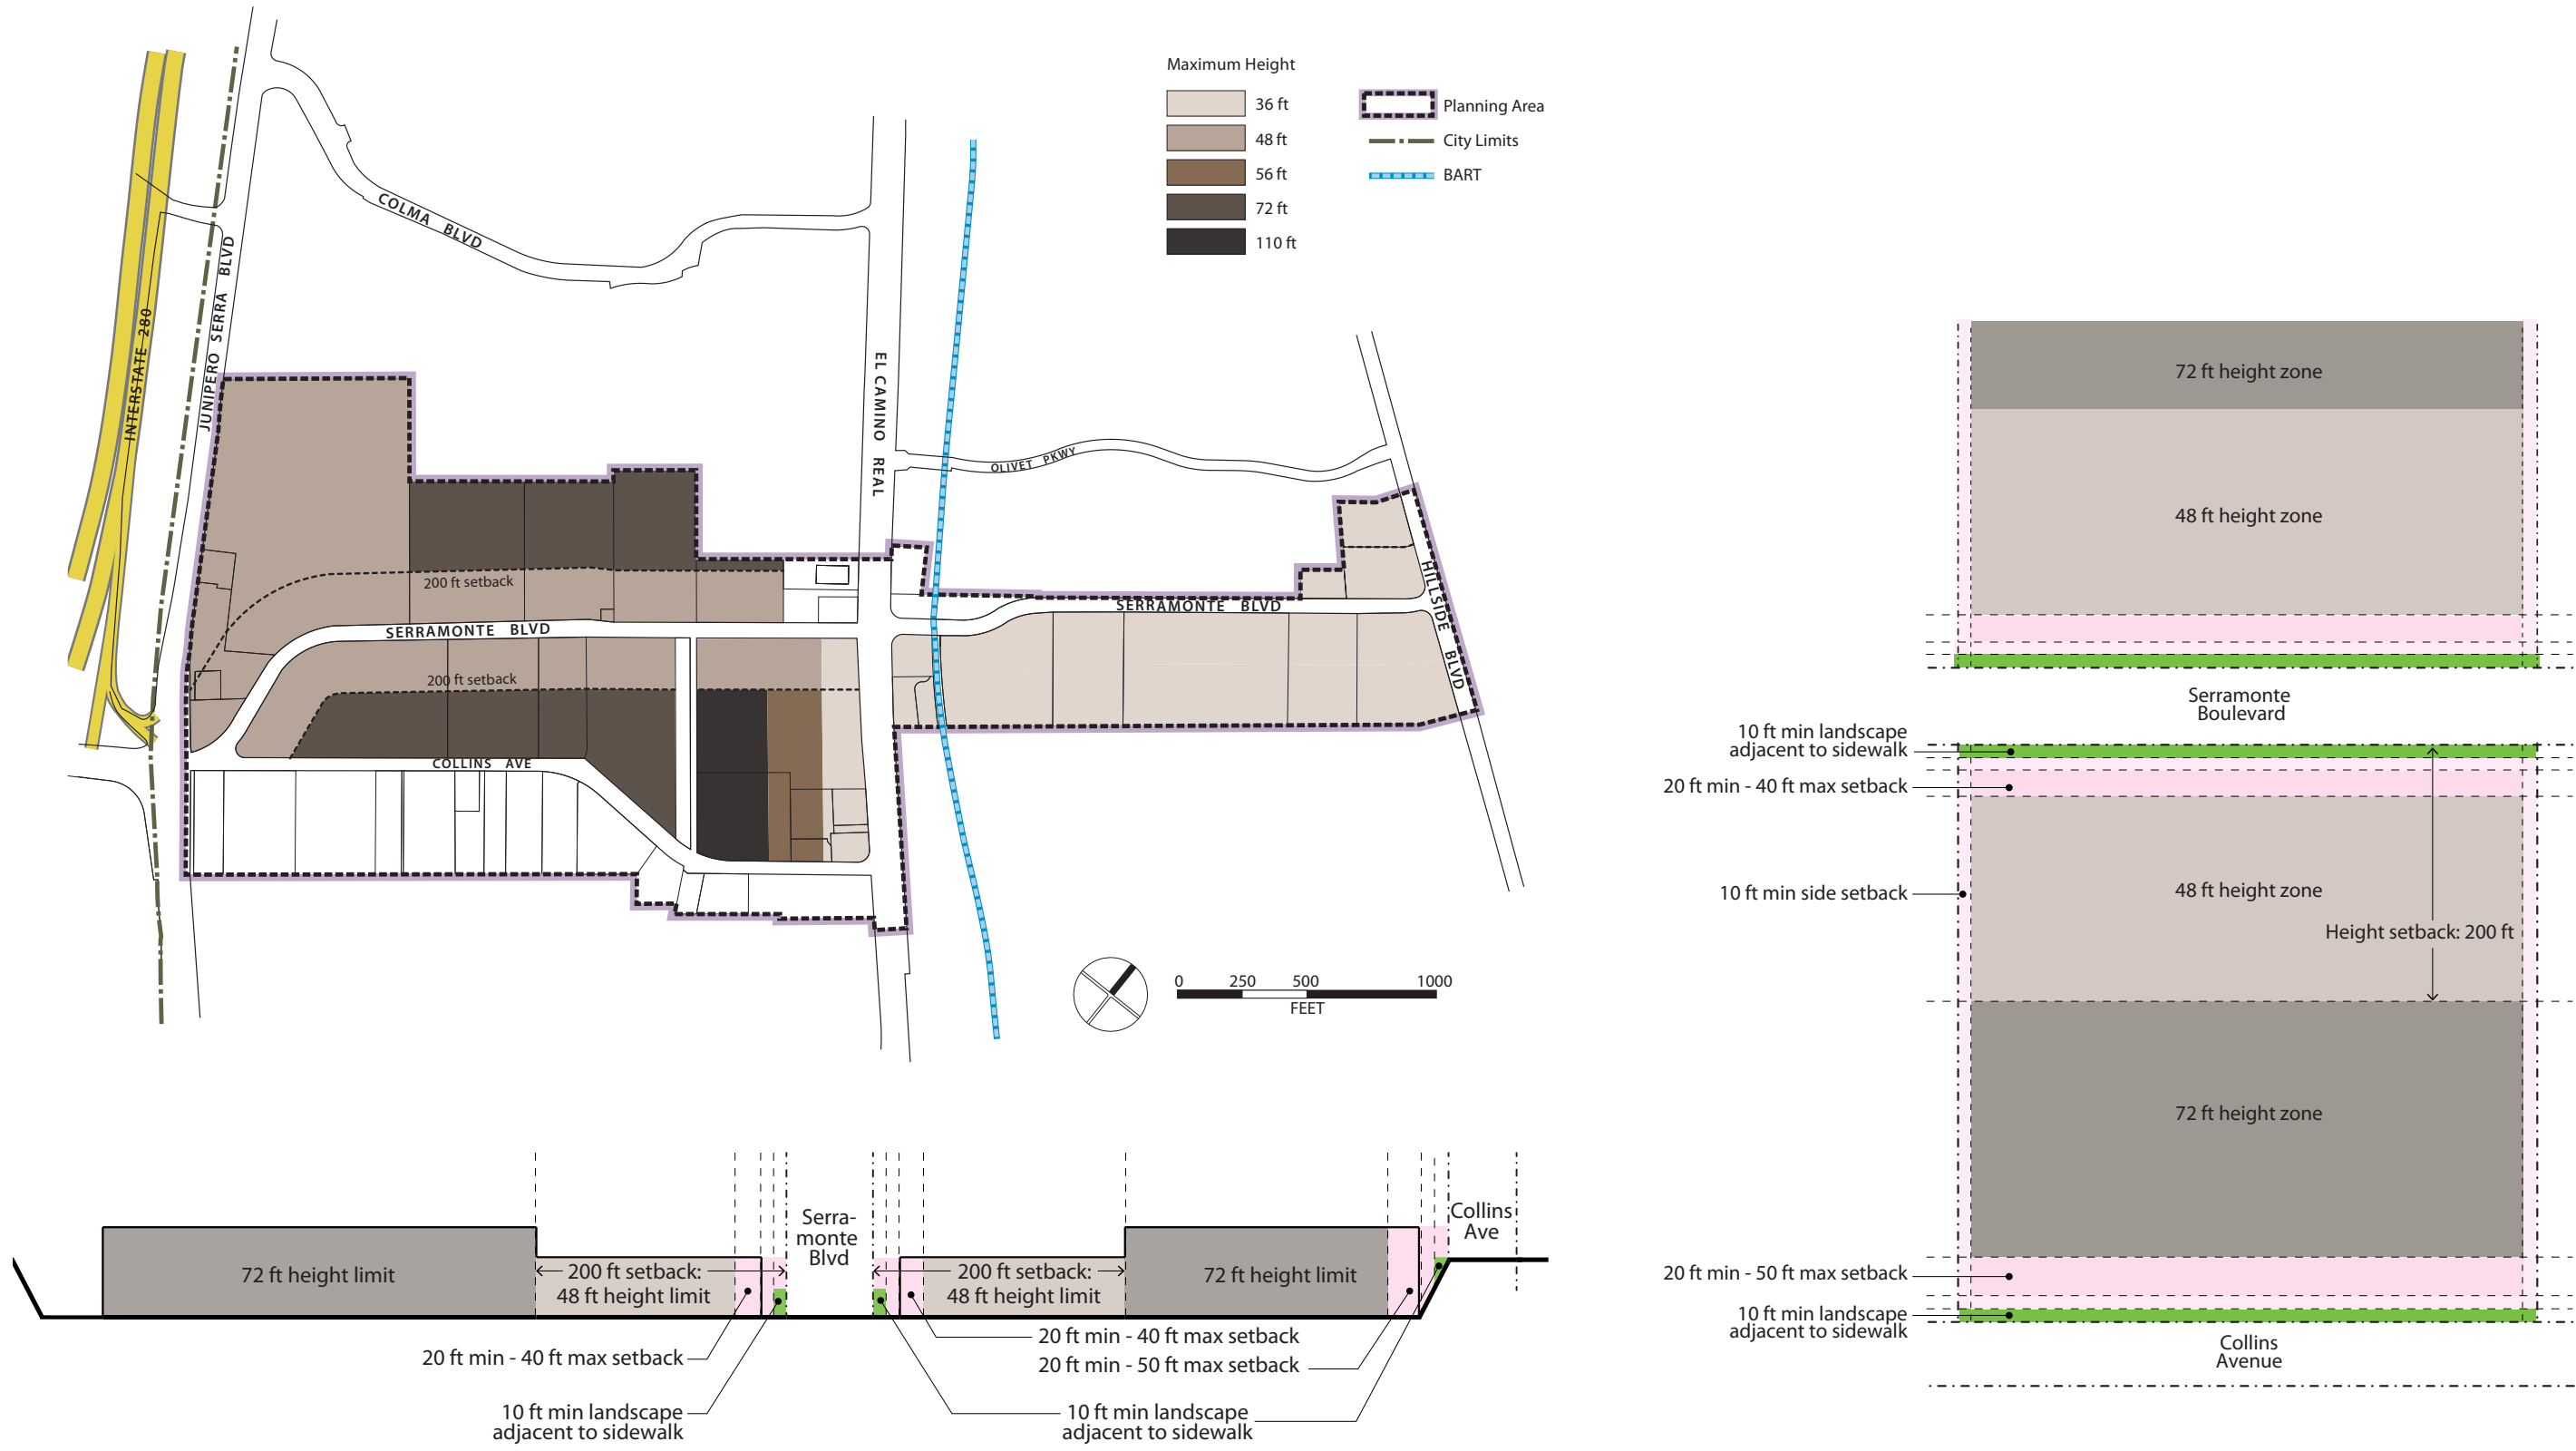 Maximum Height
36 ft
48 ft
56 ft
72 ft
110 ft
Planning Area
City Limits
BART
COLMA BLVD
INTERSTATE 280
JUNIPERO SERRA BLVD
EL CAMINO REAL
OLIVET PKWY
HILLSIDE BLVD
200 ft setback
SERRAMONTE BLVD
SERRAMONTE BLVD
200 ft setback
COLLINS AVE
0 250 500 1000
FEET
72 ft height zone
48 ft height zone
Serramonte
Boulevard
10 ft min landscape
adjacent to sidewalk
20 ft min - 40 ft max setback
10 ft min side setback
48 ft height zone
Height setback: 200 ft
72 ft height zone
20 ft min - 50 ft max setback
10 ft min landscape
adjacent to sidewalk
Collins
Avenue
Serra-
monte
Blvd
Collins
Ave
72 ft height limit
200 ft setback:
48 ft height limit
200 ft setback:
48 ft height limit
72 ft height limit
20 ft min - 40 ft max setback
20 ft min - 40 ft max setback
20 ft min - 50 ft max setback
10 ft min landscape
adjacent to sidewalk
10 ft min landscape
adjacent to sidewalk